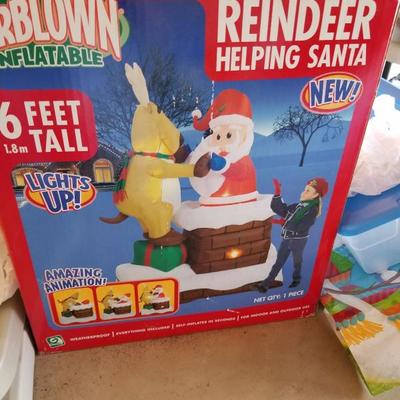 RBLOWN
NFLATABLE
REINDEER
HELPING SANTA
NEW!
6 FEET
1.8m TALL
LIGHTS
UP!
AMAZING
ANIMATION!
NET QTY: 1 PIECE
WEATHERPROOF | EVERYTHING INCLUDED | SELF-INFLATES IN SECONDS | FOR INDOOR AND OUTDOOR USE